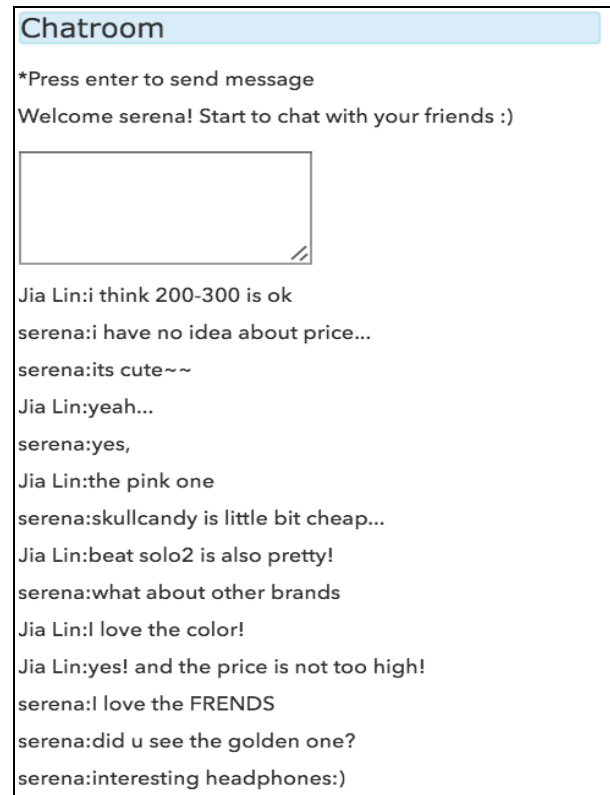 Chatroom
*Press enter to send message
Welcome serena! Start to chat with your friends :)
Jia Lin:i think 200-300 is ok
serena:i have no idea about price...
serena:its cute~~
Jia Lin:yeah...
serena:yes,
Jia Lin:the pink one
serena:skullcandy is little bit cheap...
Jia Lin:beat solo2 is also pretty!
serena:what about other brands
Jia Lin:I love the color!
Jia Lin:yes! and the price is not too high!
serena:I love the FRENDS
serena:did u see the golden one?
serena:interesting headphones:)